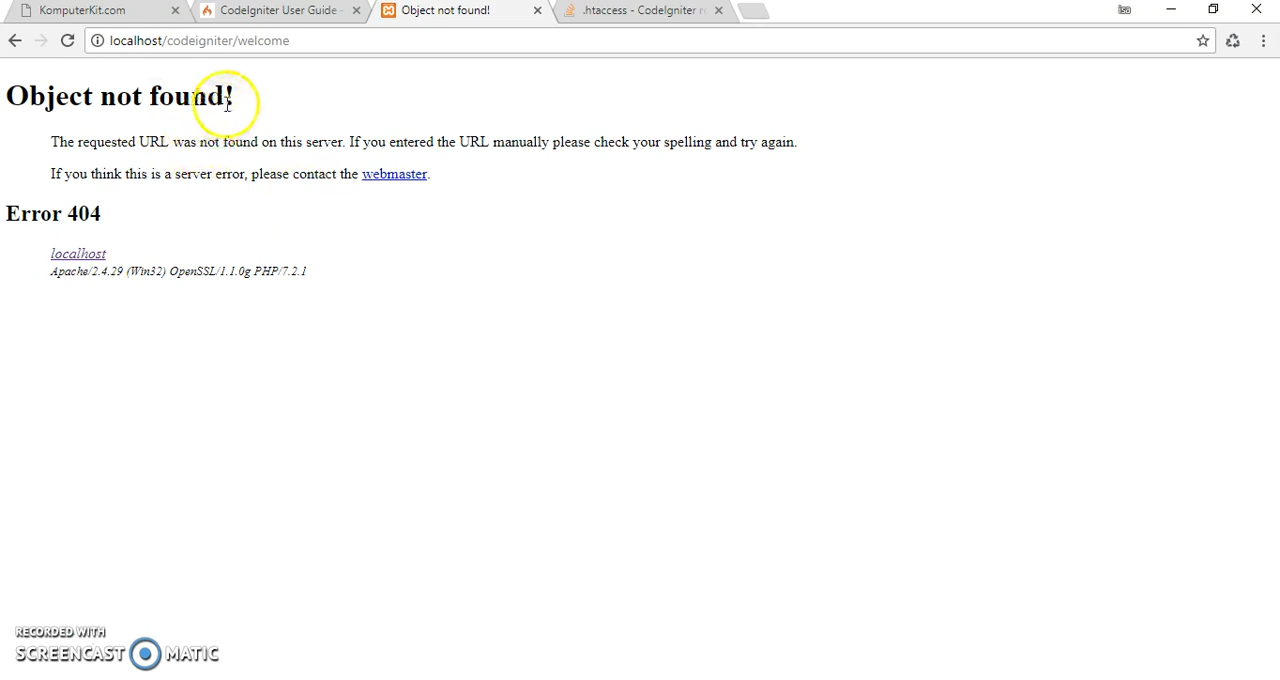 KomputerKit.com
CodeIgniter User Guide -
Object not found!
.htaccess - CodeIgniter r
localhost/codeigniter/welcome
Object not found!
The requested URL was not found on this server. If you entered the URL manually please check your spelling and try again.
If you think this is a server error, please contact the webmaster.
Error 404
localhost
Apache/2.4.29 (Win32) OpenSSL/1.1.0g PHP/7.2.1
RECORDED WITH
SCREENCAST MATIC